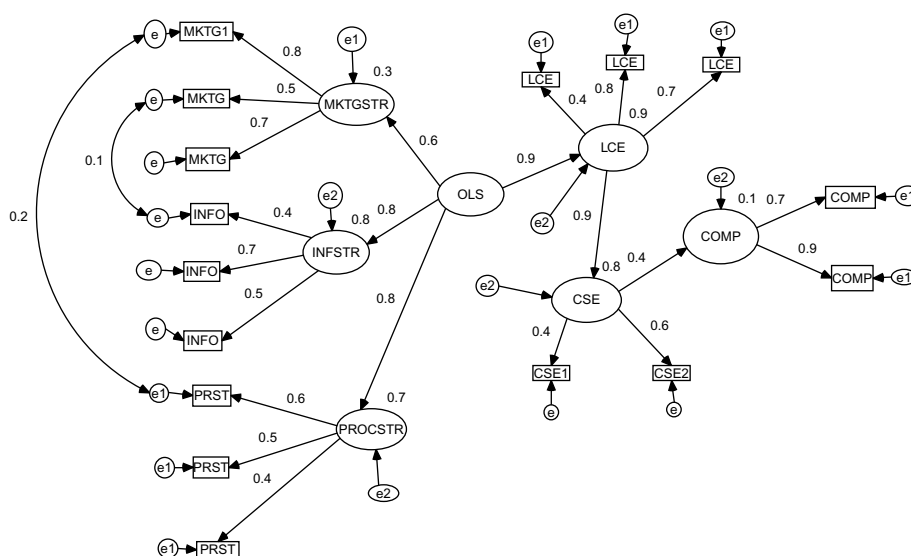 e
MKTG1
0.8
e1
0.3
MKTGSTR
e
MKTG
0.5
0.7
e
MKTG
0.1
0.2
0.6
e2
0.8
0.8
INFSTR
e
INFO
0.4
e
INFO
0.7
e
INFO
0.5
OLS
0.9
0.8
e1
PRST
0.6
0.7
PROCSTR
e1
PRST
0.5
0.4
e2
e1
PRST
e1
LCE
0.4
e1
LCE
0.8
e1
LCE
0.7
0.9
LCE
e2
0.9
e2
0.8
CSE
0.4
0.4
CSE1
e
0.6
CSE2
e
e2
0.1
COMP
0.7
COMP
e1
0.9
COMP
e1